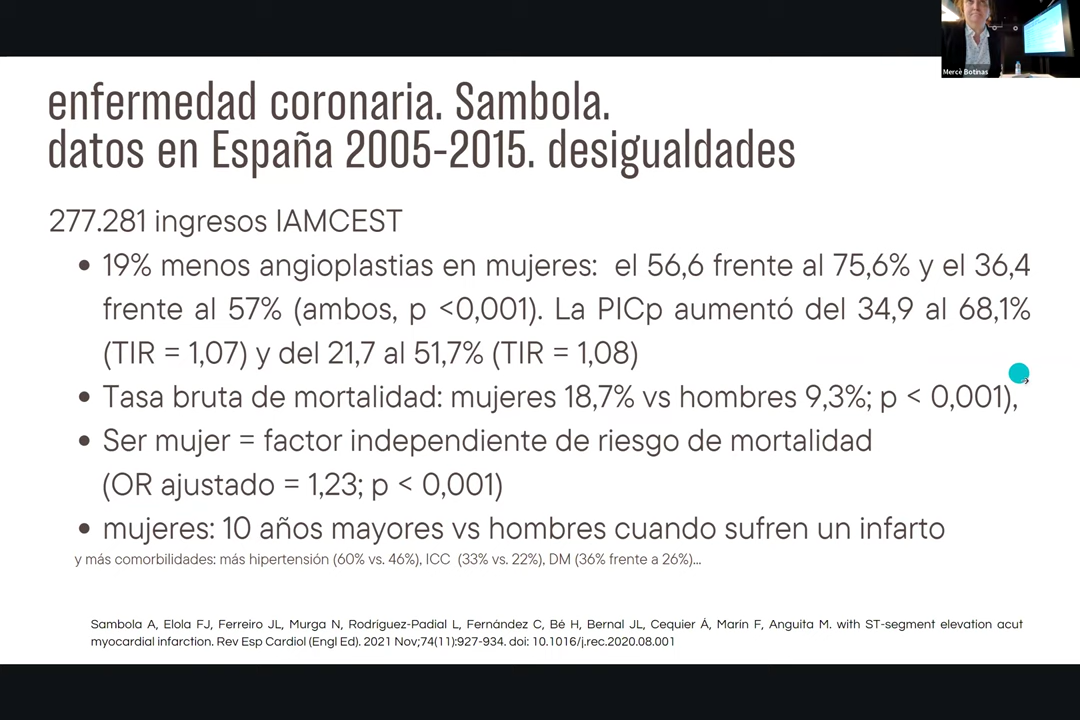 Mercè Botinas
enfermedad coronaria. Sambola.
datos en España 2005-2015. desigualdades
277.281 ingresos IAMCEST
• 19% menos angioplastias en mujeres: el 56,6 frente al 75,6% y el 36,4
frente al 57% (ambos, p <0,001). La PICp aumentó del 34,9 al 68,1%
(TIR = 1,07) y del 21,7 al 51,7% (TIR = 1,08)
• Tasa bruta de mortalidad: mujeres 18,7% vs hombres 9,3%; p < 0,001),
• Ser mujer = factor independiente de riesgo de mortalidad
(OR ajustado = 1,23; p < 0,001)
• mujeres: 10 años mayores vs hombres cuando sufren un infarto
y más comorbilidades: más hipertensión (60% vs. 46%), ICC (33% vs. 22%), DM (36% frente a 26%)...
Sambola A, Elola FJ, Ferreiro JL, Murga N, Rodríguez-Padial L, Fernández C, Bé H, Bernal JL, Cequier Á, Marín F, Anguita M. with ST-segment elevation acut
myocardial infarction. Rev Esp Cardiol (Engl Ed). 2021 Nov;74(11):927-934. doi: 10.1016/j.rec.2020.08.001